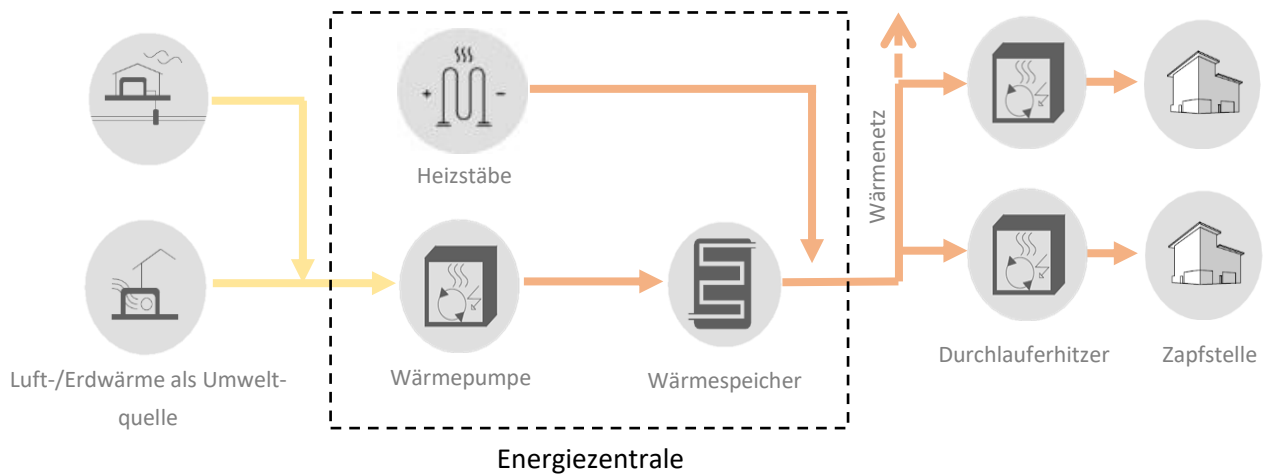 Heizstäbe
Wärmenetz
Luft-/Erdwärme als Umwelt-
quelle
Wärmepumpe
Wärmespeicher
Durchlauferhitzer
Zapfstelle
Energiezentrale